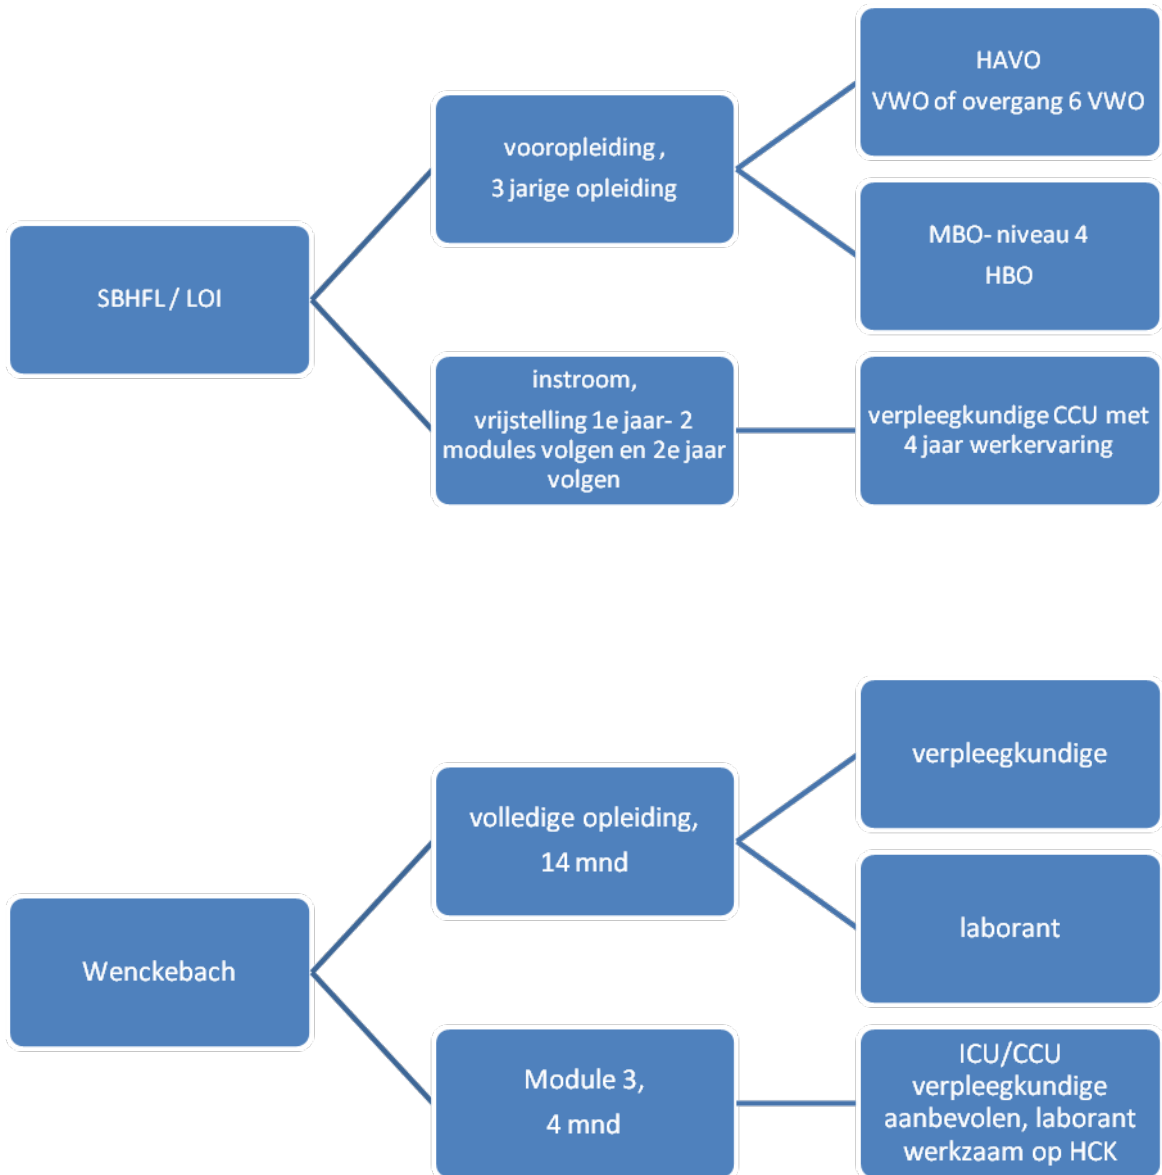 HAVO
VWO of overgang 6 VWO
vooropleiding ,
3 jarige opleiding
MBO- niveau 4
HBO
SBHFL / LOI
instroom,
vrijstelling 1e jaar- 2
modules volgen en 2e jaar
volgen
verpleegkundige CCU met
4 jaar werkervaring
verpleegkundige
volledige opleiding,
14 mnd
laborant
Wenckebach
Module 3,
4 mnd
ICU/CCU
verpleegkundige
aanbevolen, laborant
werkzaam op HCK